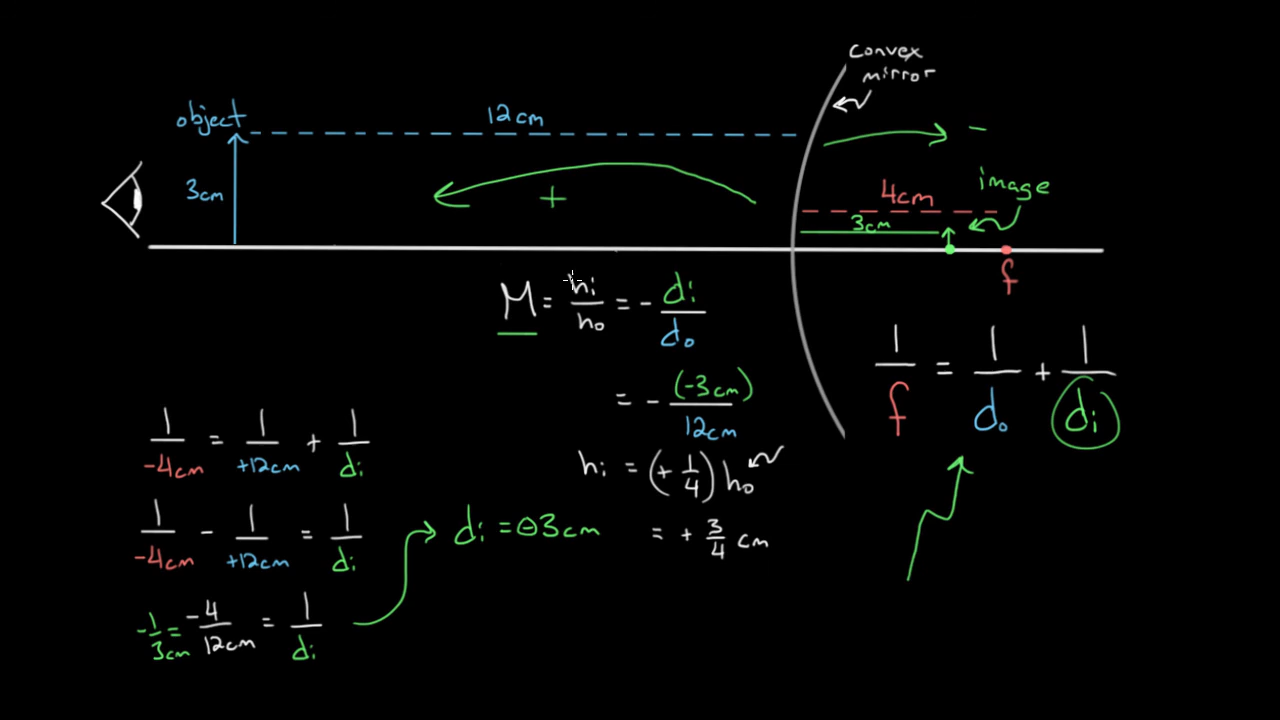 convex
mirror
object
12cm
-
3cm
+
4cm
image
3cm
f
M = hi/ho = - di/do
1/f = 1/do + 1/di
= - (-3cm)/12cm
1/-4cm = 1/+12cm + 1/di
hi = (+ 1/4) ho
1/-4cm - 1/+12cm = 1/di
di = -3cm
= + 3/4 cm
-1/3cm = -4/12cm = 1/di